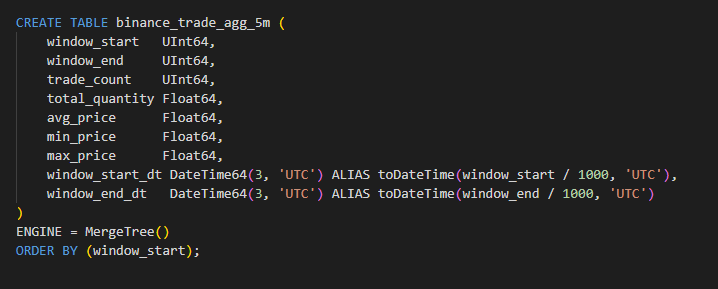 CREATE TABLE binance_trade_agg_5m (
    window_start   UInt64,
    window_end     UInt64,
    trade_count    UInt64,
    total_quantity Float64,
    avg_price      Float64,
    min_price      Float64,
    max_price      Float64,
    window_start_dt DateTime64(3, 'UTC') ALIAS toDateTime(window_start / 1000, 'UTC'),
    window_end_dt   DateTime64(3, 'UTC') ALIAS toDateTime(window_end / 1000, 'UTC')
)
ENGINE = MergeTree()
ORDER BY (window_start);